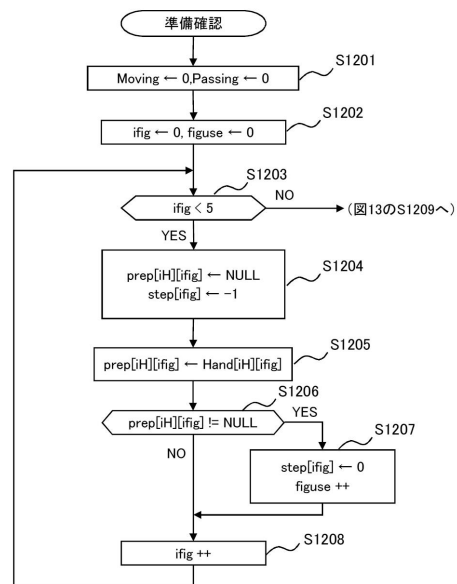 準備確認
S1201
Moving ← 0,Passing ← 0
S1202
ifig ← 0, figuse ← 0
S1203
ifig < 5
NO
(図13のS1209へ)
YES
S1204
prep[iH][ifig] ← NULL
step[ifig] ← -1
S1205
prep[iH][ifig] ← Hand[iH][ifig]
S1206
prep[iH][ifig] != NULL
YES
S1207
NO
step[ifig] ← 0
figuse ++
S1208
ifig ++